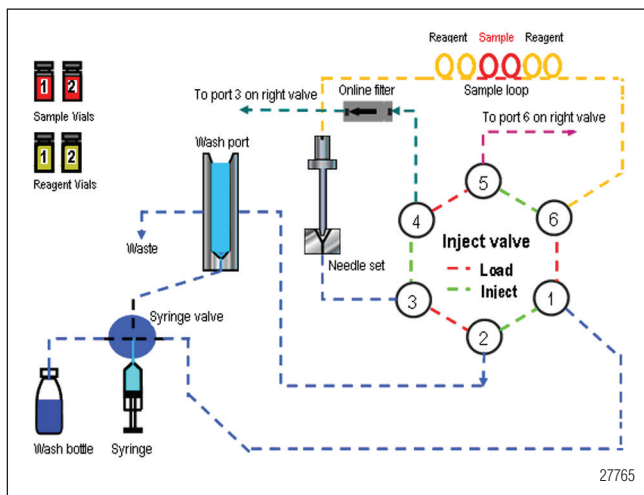 Reagent Sample Reagent
Sample loop
To port 3 on right valve
Online filter
To port 6 on right valve
1 2
Sample Vials
1 2
Reagent Vials
Wash port
Waste
Needle set
5
4
6
Inject valve
Load
Inject
3
1
2
Syringe valve
Wash bottle
Syringe
27765